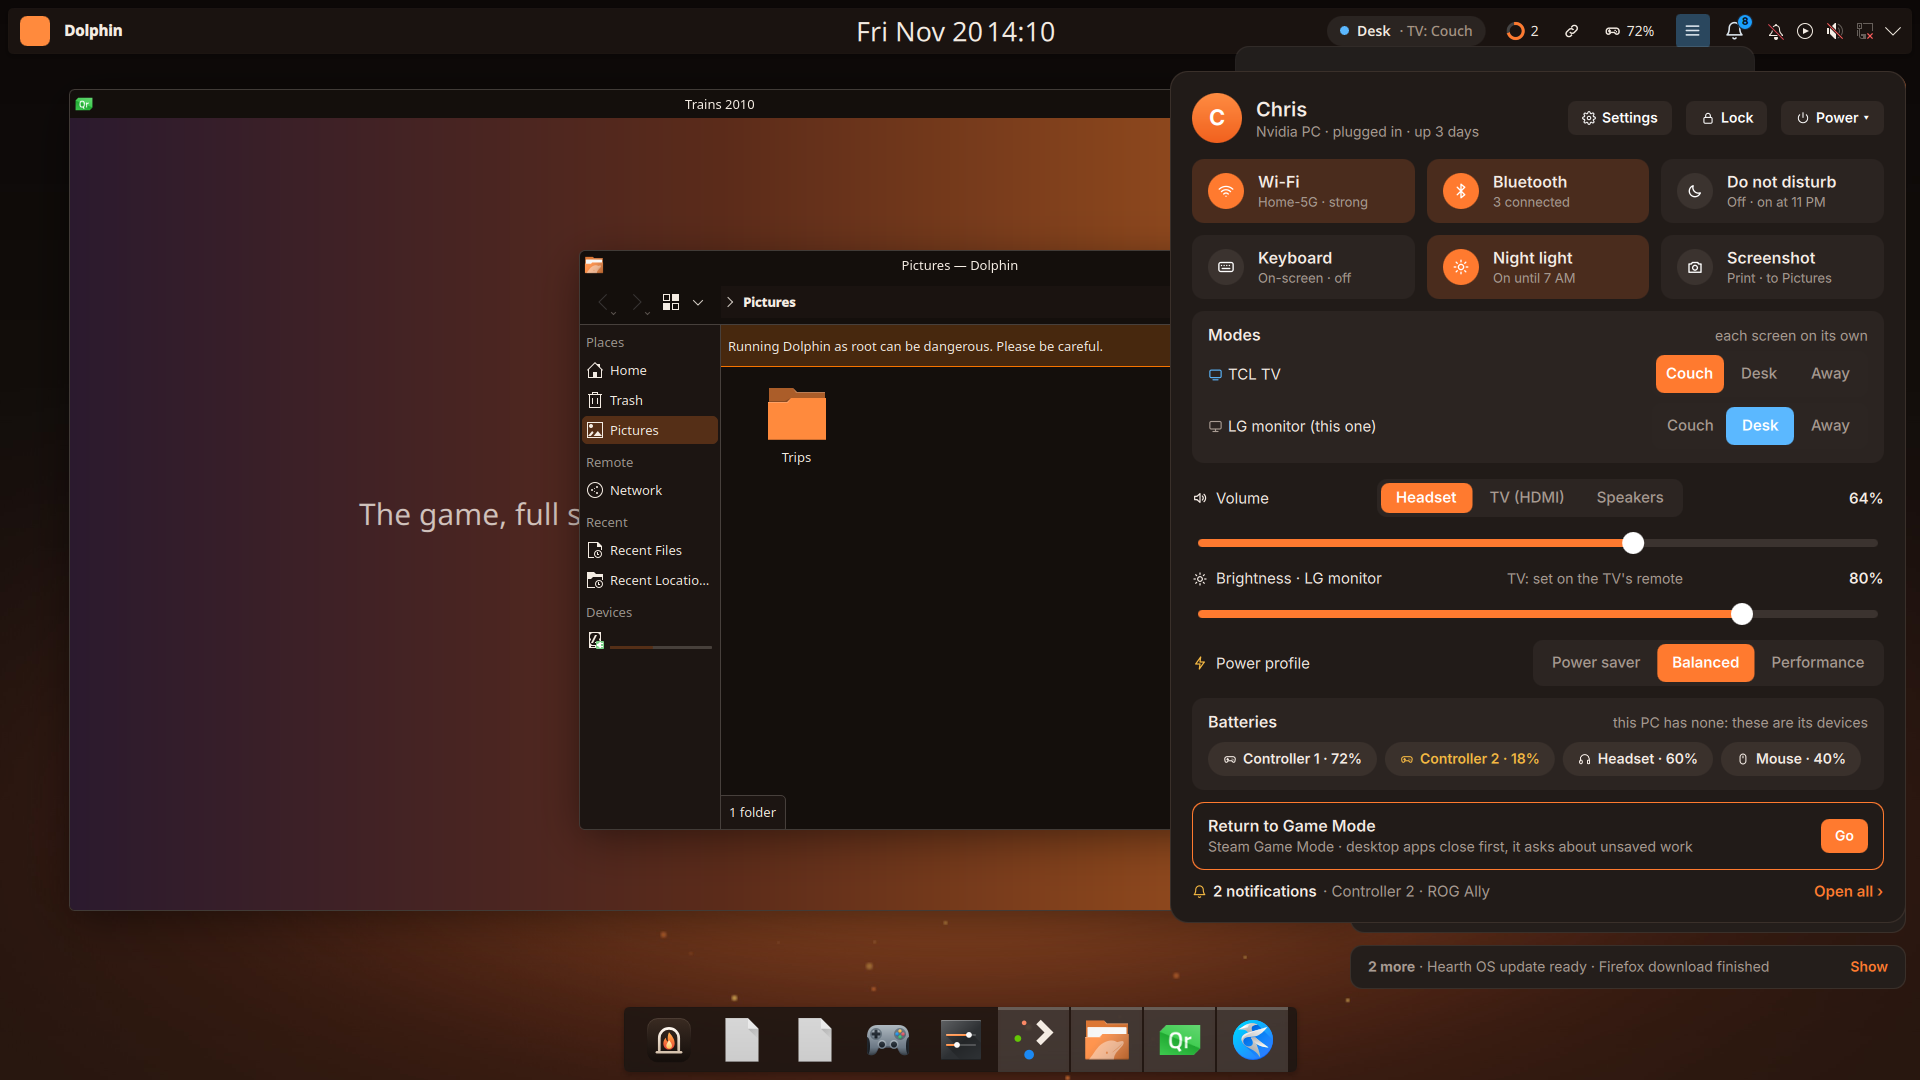 Dolphin
Fri Nov 20 14:10
Desk · TV: Couch
2
72%
8
Trains 2010
The game, full s
Pictures — Dolphin
Pictures
Places
Home
Trash
Pictures
Remote
Network
Recent
Recent Files
Recent Locatio...
Devices
Running Dolphin as root can be dangerous. Please be careful.
Trips
1 folder
C
Chris
Nvidia PC · plugged in · up 3 days
Settings
Lock
Power
Wi-Fi
Home-5G · strong
Bluetooth
3 connected
Do not disturb
Off · on at 11 PM
Keyboard
On-screen · off
Night light
On until 7 AM
Screenshot
Print · to Pictures
Modes
each screen on its own
TCL TV
Couch Desk Away
LG monitor (this one)
Couch Desk Away
Volume
Headset TV (HDMI) Speakers
64%
Brightness · LG monitor
TV: set on the TV's remote
80%
Power profile
Power saver Balanced Performance
Batteries
this PC has none: these are its devices
Controller 1 · 72%
Controller 2 · 18%
Headset · 60%
Mouse · 40%
Return to Game Mode
Steam Game Mode · desktop apps close first, it asks about unsaved work
Go
2 notifications · Controller 2 · ROG Ally
Open all ›
2 more · Hearth OS update ready · Firefox download finished
Show
Qr